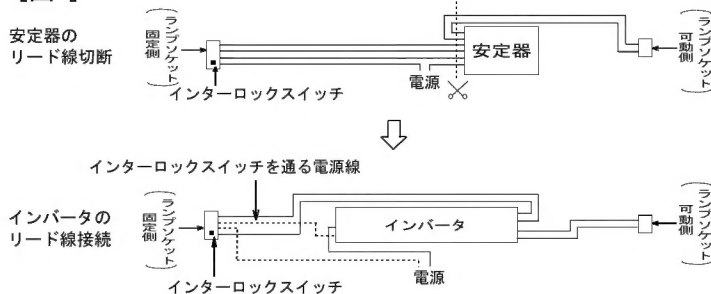 安定器の
リード線切断
ランプソケット
固定側
安定器
電源
インターロックスイッチ
ランプソケット
可動側
インターロックスイッチを通る電源線
インバータの
リード線接続
ランプソケット
固定側
インバータ
電源
インターロックスイッチ
ランプソケット
可動側